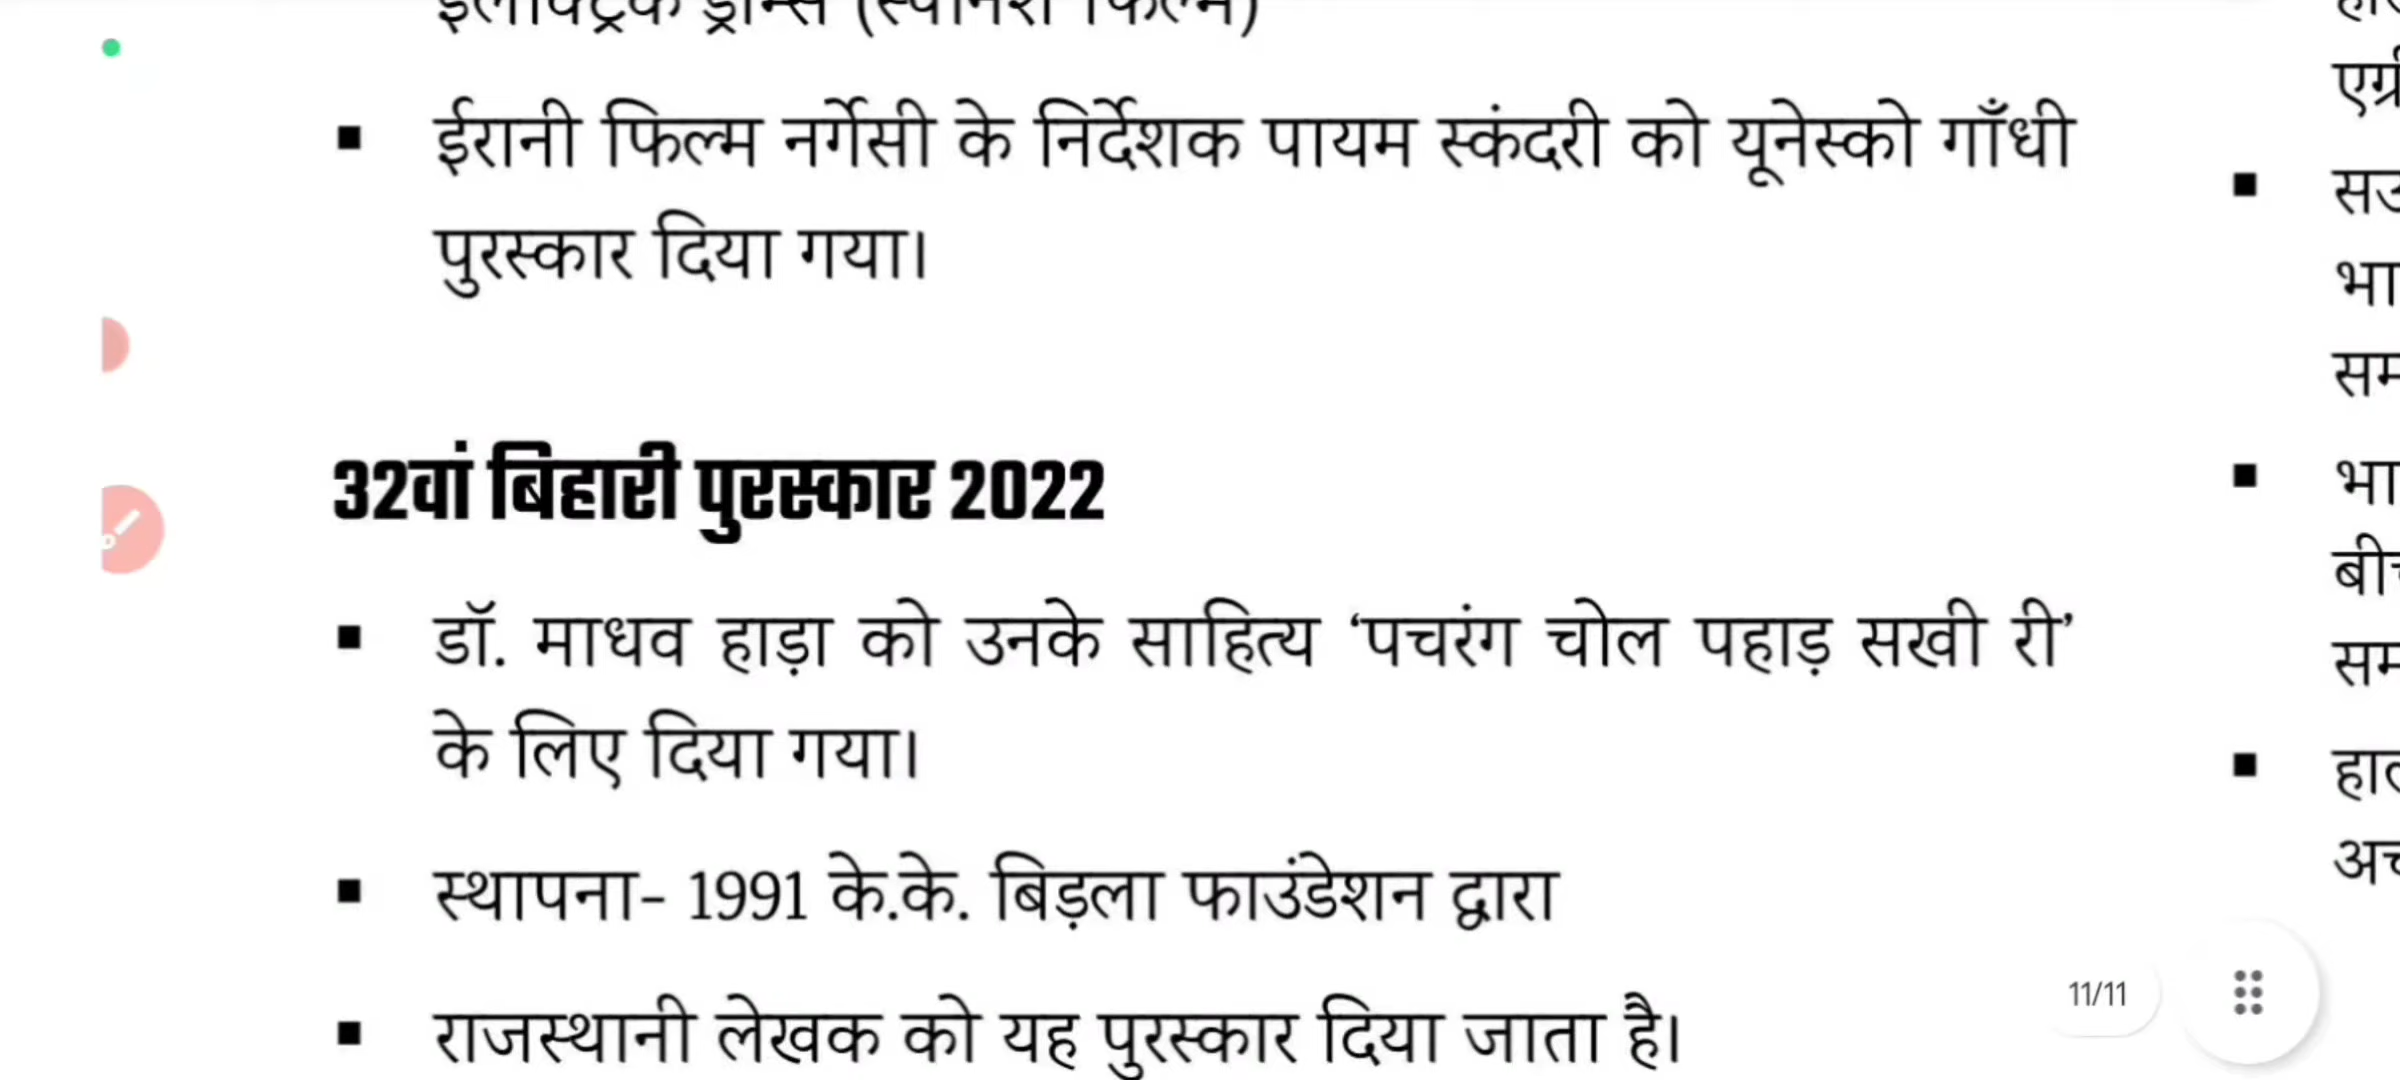 इलेक्ट्रिक ड्रीम्स (स्पेनिश फिल्म)
ईरानी फिल्म नर्गेसी के निर्देशक पायम स्कंदरी को यूनेस्को गाँधी
पुरस्कार दिया गया।
32वां बिहारी पुरस्कार 2022
डॉ. माधव हाड़ा को उनके साहित्य ‘पचरंग चोल पहाड़ सखी री’
के लिए दिया गया।
स्थापना- 1991 के.के. बिड़ला फाउंडेशन द्वारा
राजस्थानी लेखक को यह पुरस्कार दिया जाता है।
11/11